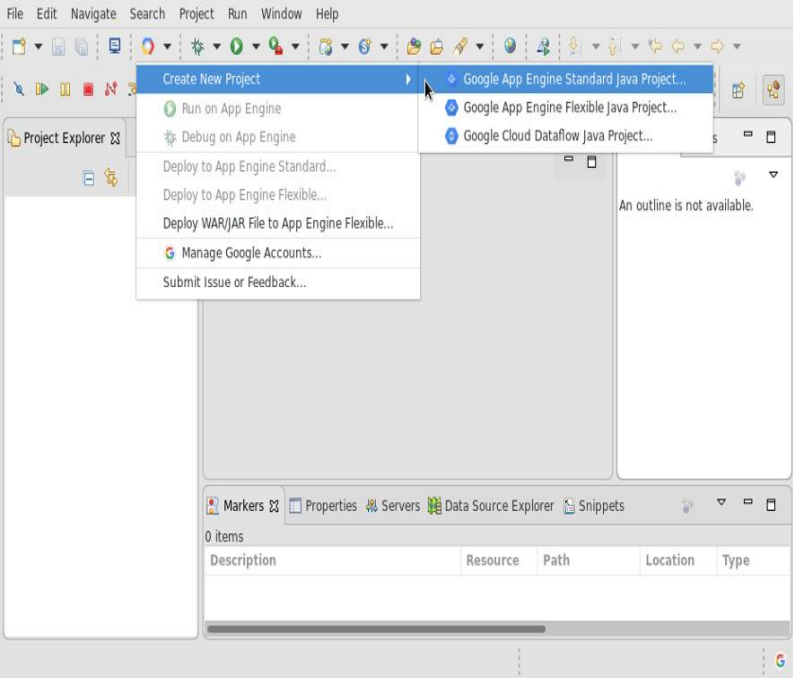 File Edit Navigate Search Project Run Window Help
Create New Project
Google App Engine Standard Java Project...
Run on App Engine
Google App Engine Flexible Java Project...
Debug on App Engine
Google Cloud Dataflow Java Project...
Project Explorer
Deploy to App Engine Standard...
Deploy to App Engine Flexible...
Deploy WAR/JAR File to App Engine Flexible...
Manage Google Accounts...
Submit Issue or Feedback...
An outline is not available.
Markers Properties Servers Data Source Explorer Snippets
0 items
Description Resource Path Location Type